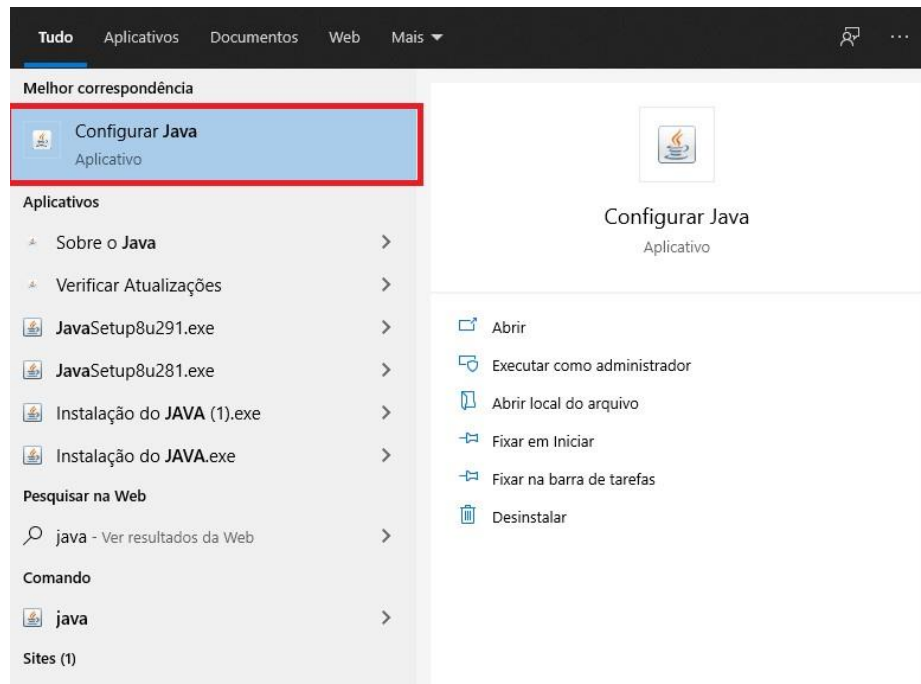 Tudo Aplicativos Documentos Web Mais
Melhor correspondência
Configurar Java
Aplicativo
Aplicativos
Sobre o Java
Verificar Atualizações
JavaSetup8u291.exe
JavaSetup8u281.exe
Instalação do JAVA (1).exe
Instalação do JAVA.exe
Pesquisar na Web
java - Ver resultados da Web
Comando
java
Sites (1)
Configurar Java
Aplicativo
Abrir
Executar como administrador
Abrir local do arquivo
Fixar em Iniciar
Fixar na barra de tarefas
Desinstalar